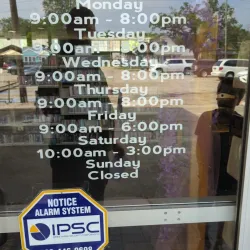 Monday
9:00am - 8:00pm
Tuesday
9:00am - 8:00pm
Wednesday
9:00am - 8:00pm
Thursday
9:00am - 8:00pm
Friday
9:00am - 6:00pm
Saturday
10:00am - 3:00pm
Sunday
Closed
NOTICE
ALARM SYSTEM
IPSC